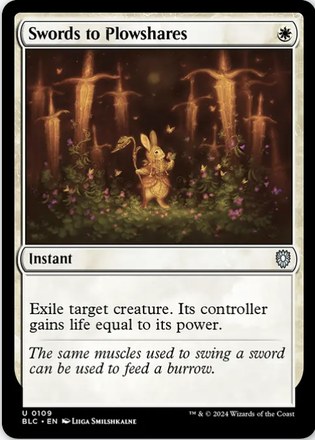 Swords to Plowshares
Instant
Exile target creature. Its controller
gains life equal to its power.
The same muscles used to swing a sword
can be used to feed a burrow.
U 0109
BLC • EN Liiga Smilshkalne
™ & © 2024 Wizards of the Coast